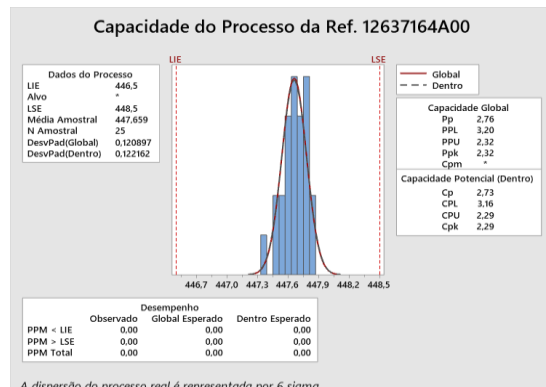 Capacidade do Processo da Ref. 12637164A00
LIE LSE
Dados do Processo
LIE 446,5
Alvo *
LSE 448,5
Média Amostral 447,659
N Amostral 25
DesvPad(Global) 0,120897
DesvPad(Dentro) 0,122162
Global
Dentro
Capacidade Global
Pp 2,76
PPL 3,20
PPU 2,32
Ppk 2,32
Cpm *
Capacidade Potencial (Dentro)
Cp 2,73
CPL 3,16
CPU 2,29
Cpk 2,29
446,7 447,0 447,3 447,6 447,9 448,2 448,5
Desempenho
Observado Global Esperado Dentro Esperado
PPM < LIE 0,00 0,00 0,00
PPM > LSE 0,00 0,00 0,00
PPM Total 0,00 0,00 0,00
A dispersão do processo real é representada por 6 sigma.